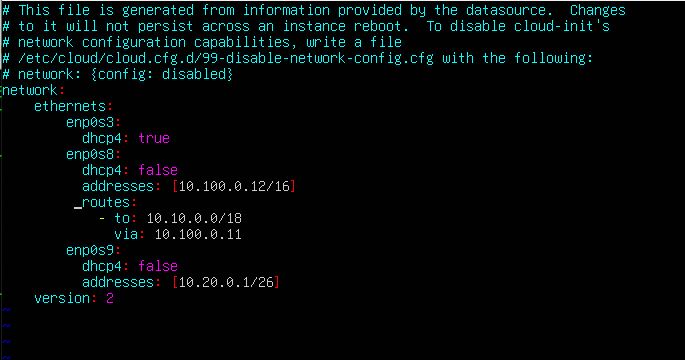 # This file is generated from information provided by the datasource.  Changes
# to it will not persist across an instance reboot.  To disable cloud-init's
# network configuration capabilities, write a file
# /etc/cloud/cloud.cfg.d/99-disable-network-config.cfg with the following:
# network: {config: disabled}
network:
    ethernets:
        enp0s3:
          dhcp4: true
        enp0s8:
          dhcp4: false
          addresses: [10.100.0.12/16]
          routes:
            - to: 10.10.0.0/18
              via: 10.100.0.11
        enp0s9:
          dhcp4: false
          addresses: [10.20.0.1/26]
    version: 2
~
~
~
~